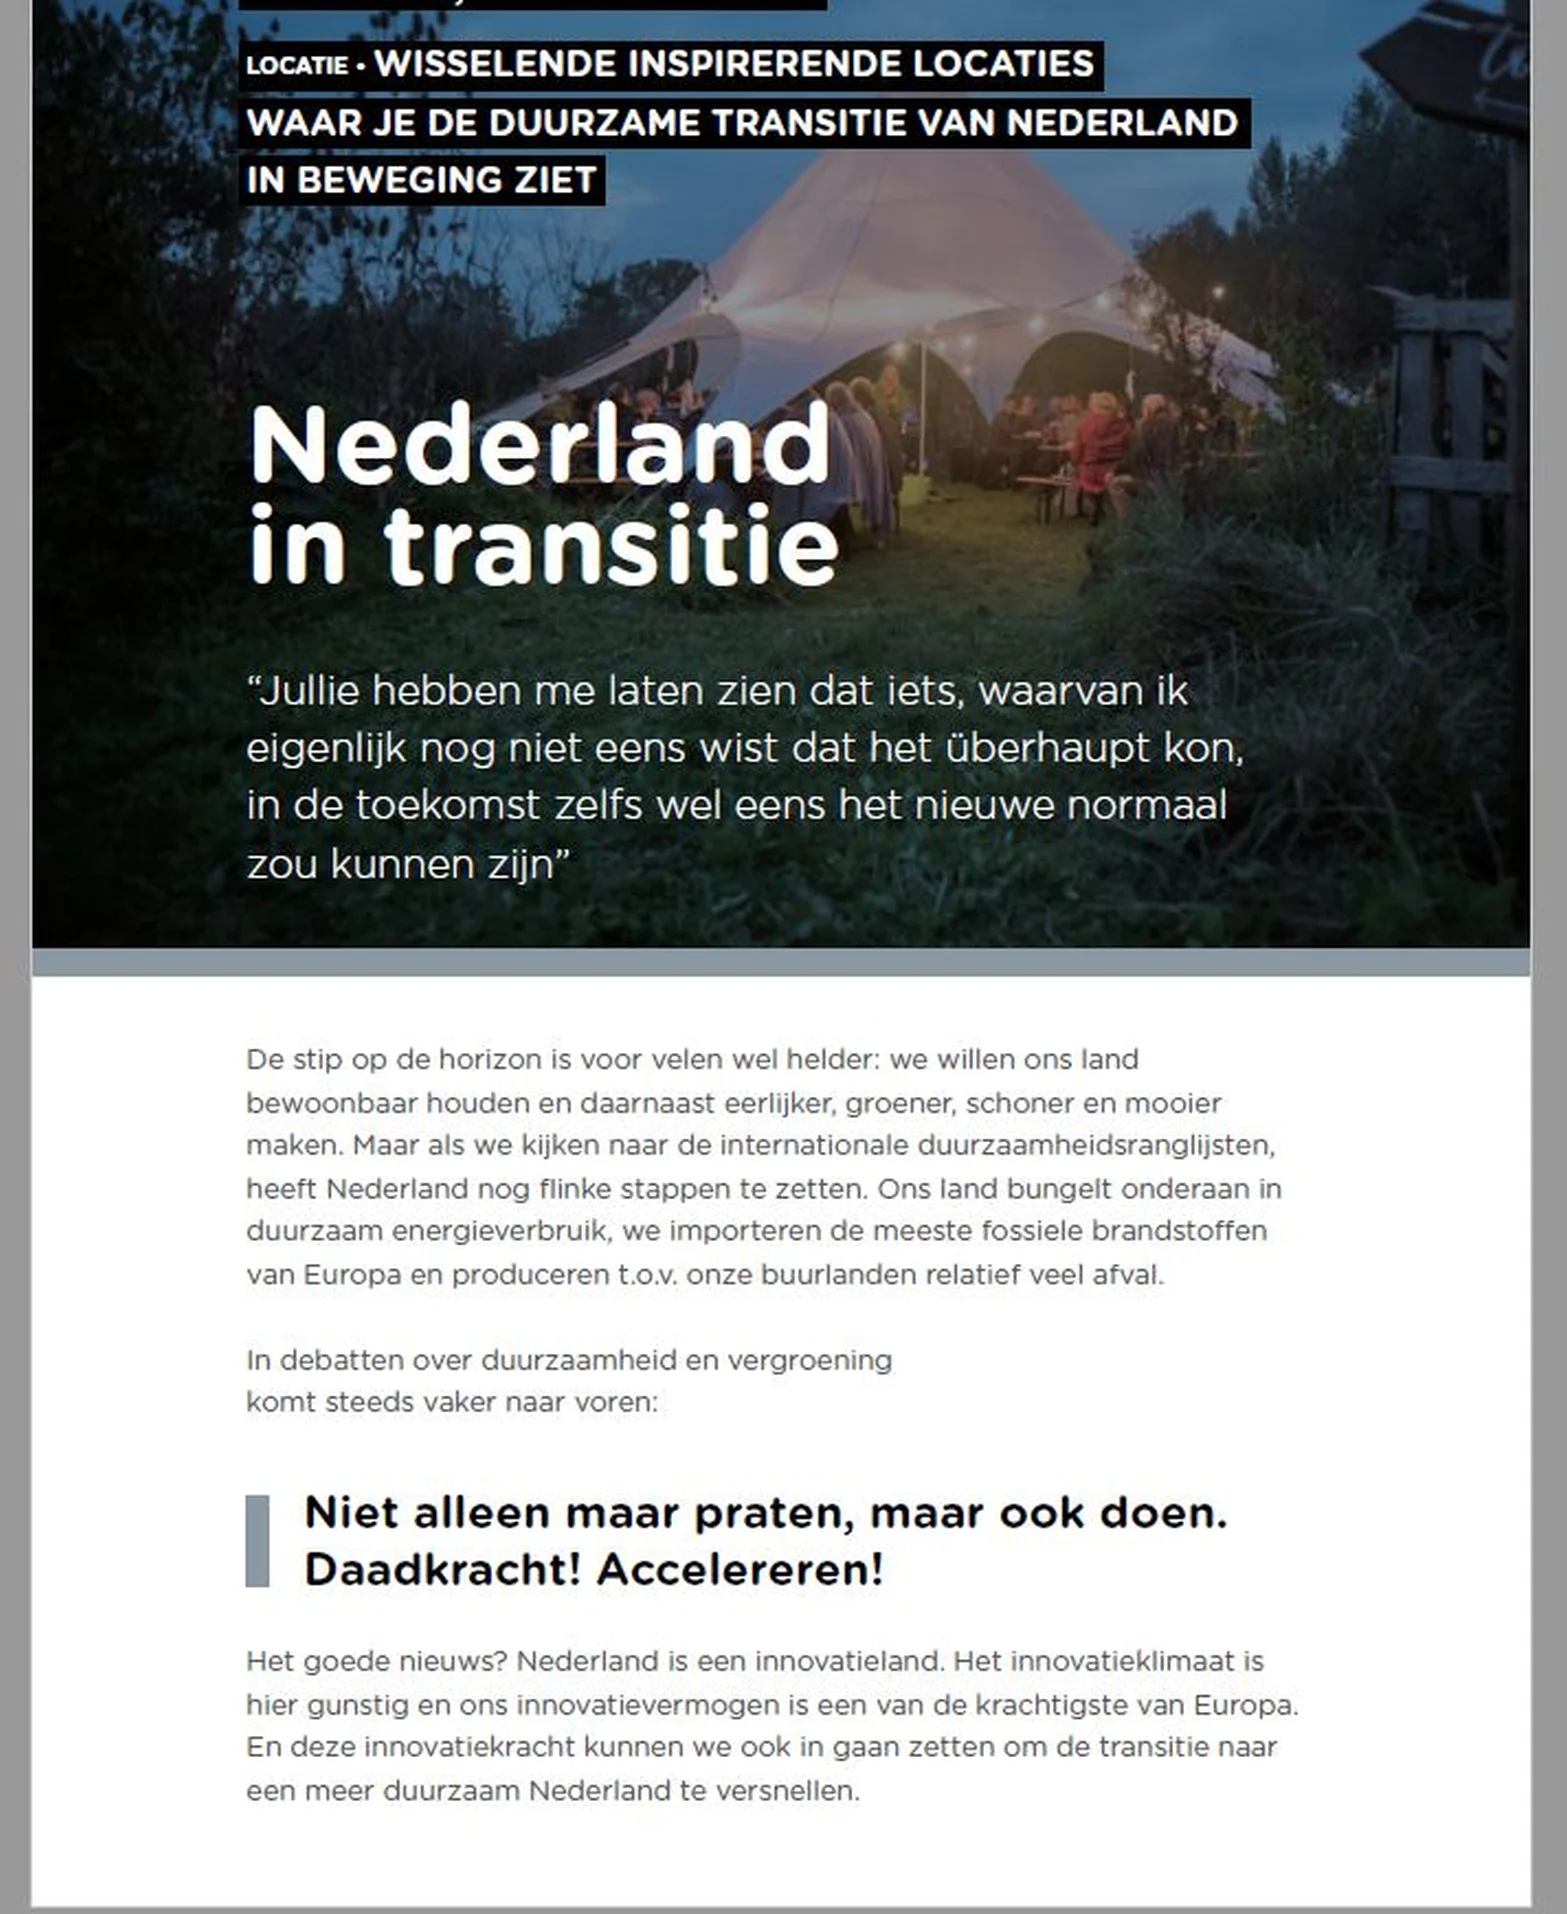 LOCATIE • WISSELENDE INSPIRERENDE LOCATIES
WAAR JE DE DUURZAME TRANSITIE VAN NEDERLAND
IN BEWEGING ZIET
Nederland
in transitie
“Jullie hebben me laten zien dat iets, waarvan ik
eigenlijk nog niet eens wist dat het überhaupt kon,
in de toekomst zelfs wel eens het nieuwe normaal
zou kunnen zijn”
De stip op de horizon is voor velen wel helder: we willen ons land
bewoonbaar houden en daarnaast eerlijker, groener, schoner en mooier
maken. Maar als we kijken naar de internationale duurzaamheidsranglijsten,
heeft Nederland nog flinke stappen te zetten. Ons land bungelt onderaan in
duurzaam energieverbruik, we importeren de meeste fossiele brandstoffen
van Europa en produceren t.o.v. onze buurlanden relatief veel afval.
In debatten over duurzaamheid en vergroening
komt steeds vaker naar voren:
Niet alleen maar praten, maar ook doen.
Daadkracht! Accelereren!
Het goede nieuws? Nederland is een innovatieland. Het innovatieklimaat is
hier gunstig en ons innovatievermogen is een van de krachtigste van Europa.
En deze innovatiekracht kunnen we ook in gaan zetten om de transitie naar
een meer duurzaam Nederland te versnellen.